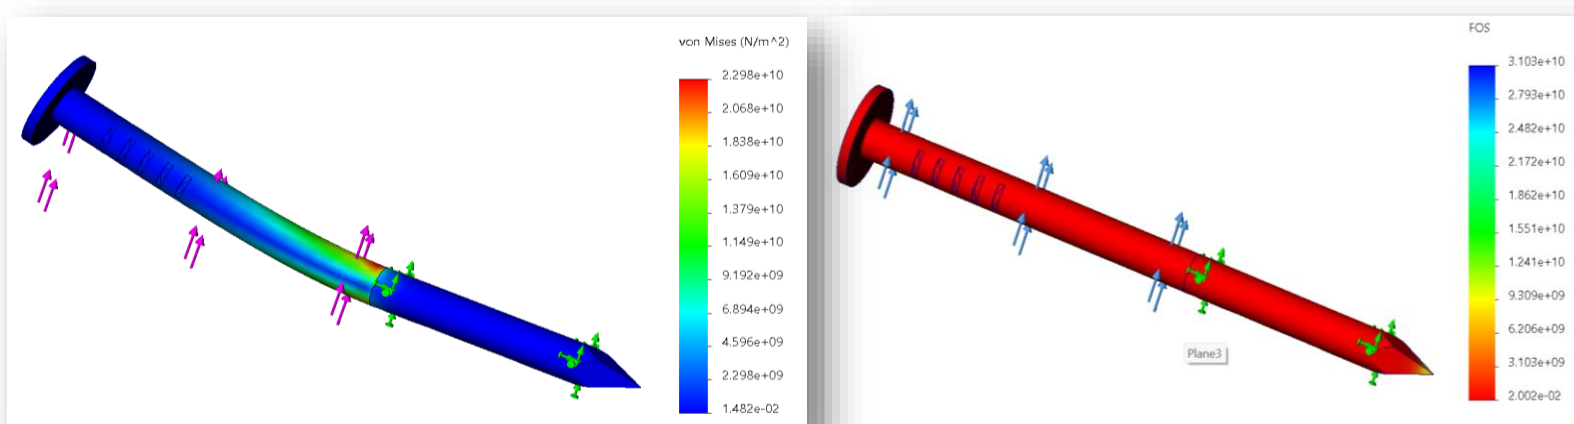 von Mises (N/m^2)
2.298e+10
2.068e+10
1.838e+10
1.609e+10
1.379e+10
1.149e+10
9.192e+09
6.894e+09
4.596e+09
2.298e+09
1.482e-02
FOS
3.103e+10
2.793e+10
2.482e+10
2.172e+10
1.862e+10
1.551e+10
1.241e+10
9.309e+09
6.206e+09
3.103e+09
2.002e-02
Plane3